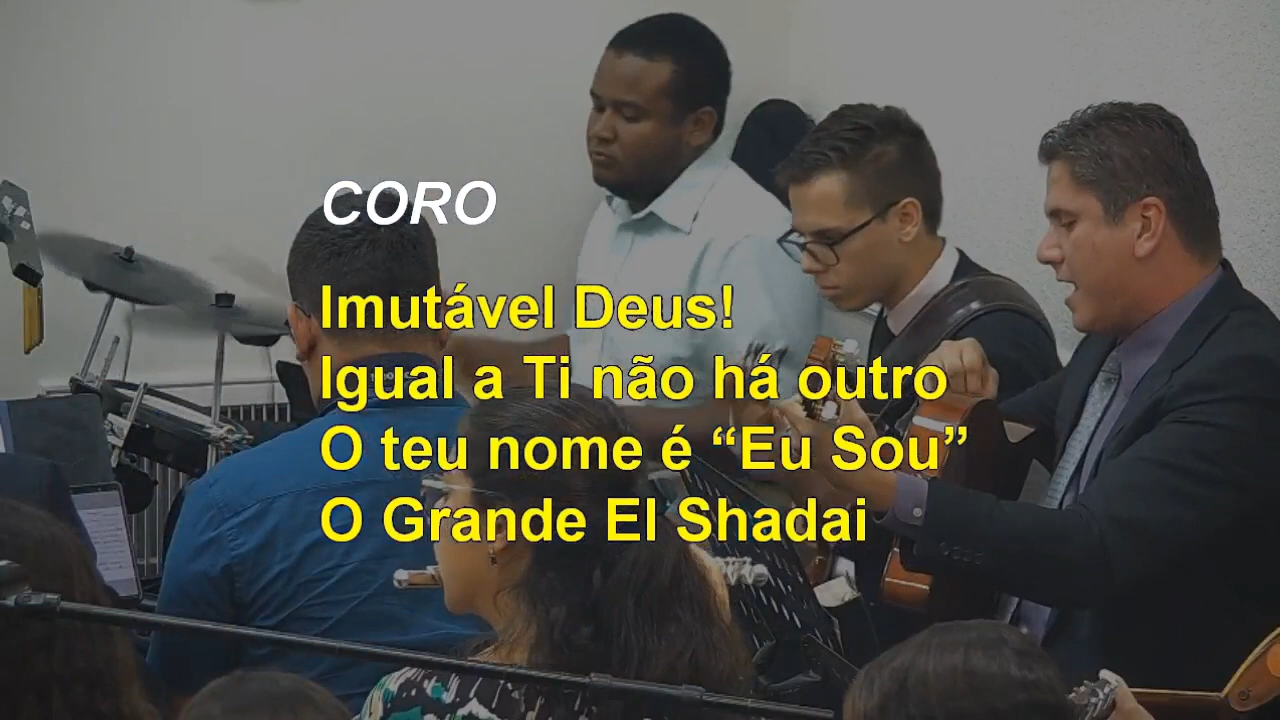 CORO
Imutável Deus!
Igual a Ti não há outro
O teu nome é “Eu Sou”
O Grande El Shadai